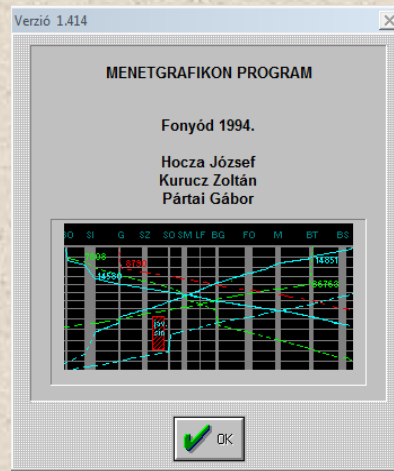 Verzió 1.414
MENETGRAFIKON PROGRAM
Fonyód 1994.
Hocza József
Kurucz Zoltán
Pártai Gábor
SI G SZ SO SM LF BG FO M BT BS
8730
14851
14580
OK